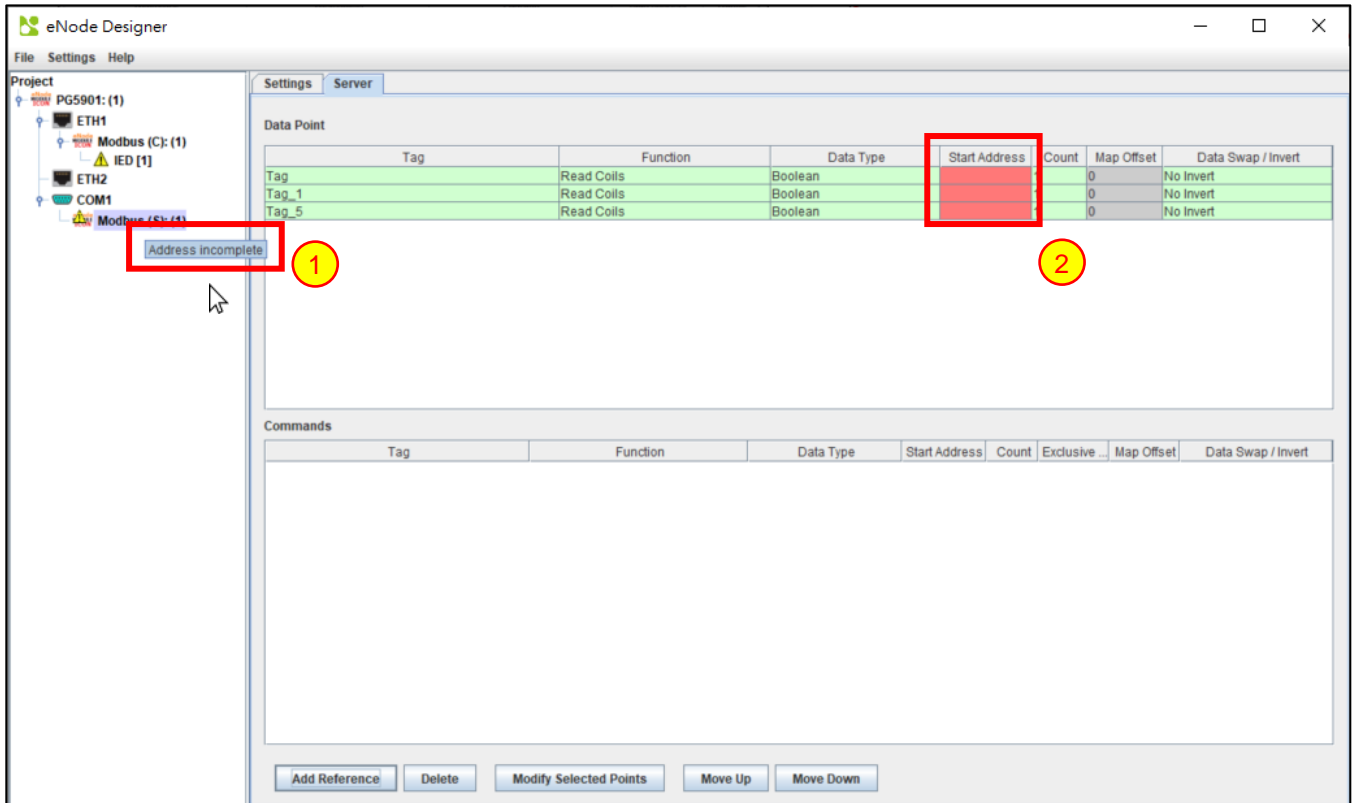 eNode Designer
File Settings Help
Project
PG5901: (1)
ETH1
Modbus (C): (1)
IED [1]
ETH2
COM1
Modbus (S): (1)
Address incomplete
1
Settings Server
Data Point
Tag Function Data Type Start Address Count Map Offset Data Swap / Invert
Tag Read Coils Boolean 1 0 No Invert
Tag_1 Read Coils Boolean 1 0 No Invert
Tag_5 Read Coils Boolean 1 0 No Invert
2
Commands
Tag Function Data Type Start Address Count Exclusive ... Map Offset Data Swap / Invert
Add Reference Delete Modify Selected Points Move Up Move Down